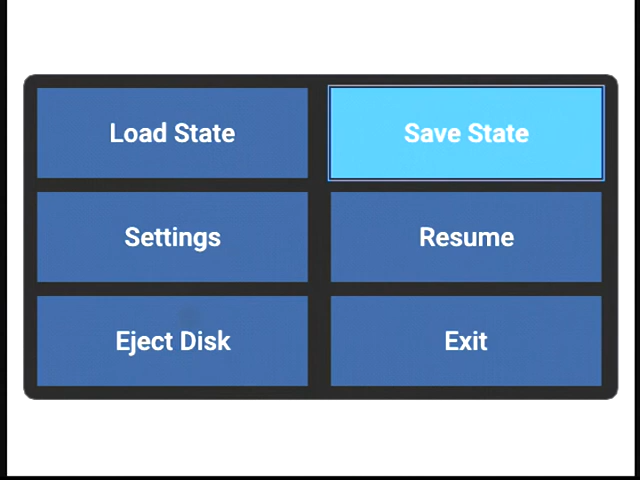 Load State
Save State
Settings
Resume
Eject Disk
Exit